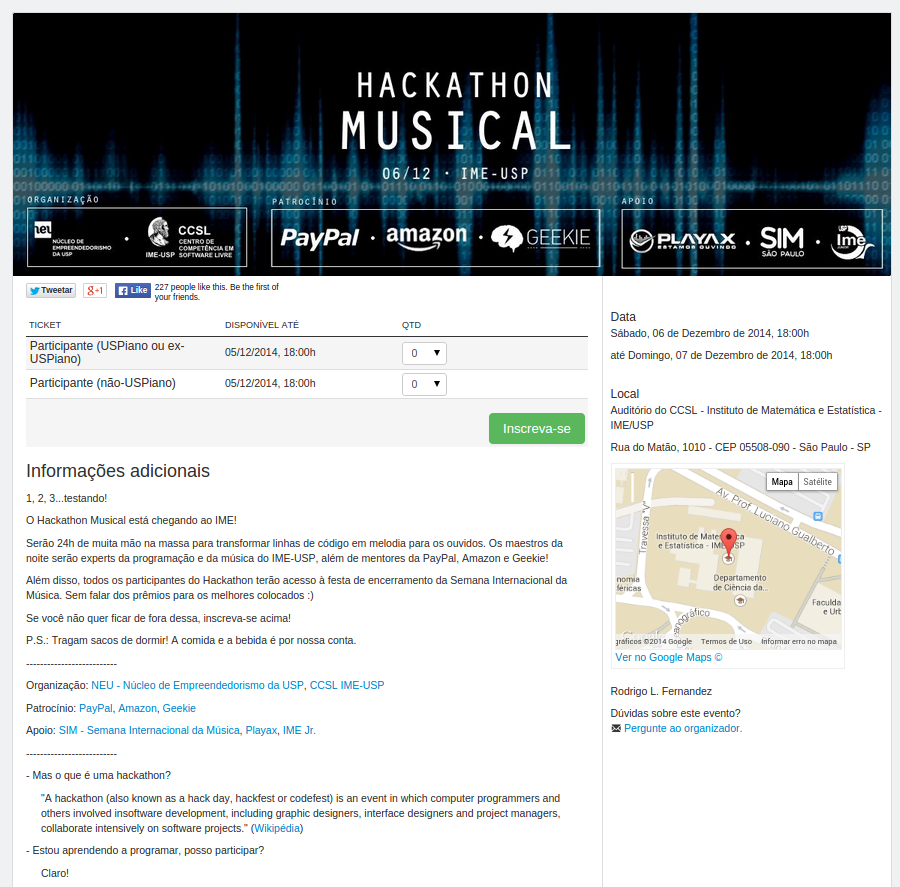 HACKATHON
MUSICAL
06/12 · IME-USP
ORGANIZAÇÃO
PATROCÍNIO
APOIO
neu
NÚCLEO DE
EMPREENDEDORISMO
DA USP
IME-USP
CCSL
CENTRO DE
COMPETÊNCIA EM
SOFTWARE LIVRE
PayPal · amazon · GEEKIE
PLAYAX
ESTAMOS OUVINDO
SIM
SÃO PAULO
USP
Ime
JÚNIOR
Tweetar
g+1
Like
227 people like this. Be the first of
your friends.
TICKET DISPONÍVEL ATÉ QTD
Participante (USPiano ou ex-
USPiano) 05/12/2014, 18:00h 0
Participante (não-USPiano) 05/12/2014, 18:00h 0
Inscreva-se
Informações adicionais
1, 2, 3...testando!
O Hackathon Musical está chegando ao IME!
Serão 24h de muita mão na massa para transformar linhas de código em melodia para os ouvidos. Os maestros da
noite serão experts da programação e da música do IME-USP, além de mentores da PayPal, Amazon e Geekie!
Além disso, todos os participantes do Hackathon terão acesso à festa de encerramento da Semana Internacional da
Música. Sem falar dos prêmios para os melhores colocados :)
Se você não quer ficar de fora dessa, inscreva-se acima!
P.S.: Tragam sacos de dormir! A comida e a bebida é por nossa conta.
--------------------------
Organização: NEU - Núcleo de Empreendedorismo da USP, CCSL IME-USP
Patrocínio: PayPal, Amazon, Geekie
Apoio: SIM - Semana Internacional da Música, Playax, IME Jr.
--------------------------
- Mas o que é uma hackathon?
"A hackathon (also known as a hack day, hackfest or codefest) is an event in which computer programmers and
others involved insoftware development, including graphic designers, interface designers and project managers,
collaborate intensively on software projects." (Wikipédia)
- Estou aprendendo a programar, posso participar?
Claro!
Data
Sábado, 06 de Dezembro de 2014, 18:00h
até Domingo, 07 de Dezembro de 2014, 18:00h
Local
Auditório do CCSL - Instituto de Matemática e Estatística -
IME/USP
Rua do Matão, 1010 - CEP 05508-090 - São Paulo - SP
Mapa Satélite
Av. Prof. Luciano Gualberto
Travessa "V"
Instituto de Matemática
e Estatística - IME USP
Departamento
de Ciência da...
nomia
féricas
Faculda
e Urb
eanográfico
gráficos ©2014 Google Termos de Uso Informar erro no mapa
Ver no Google Maps ©
Rodrigo L. Fernandez
Dúvidas sobre este evento?
Pergunte ao organizador.